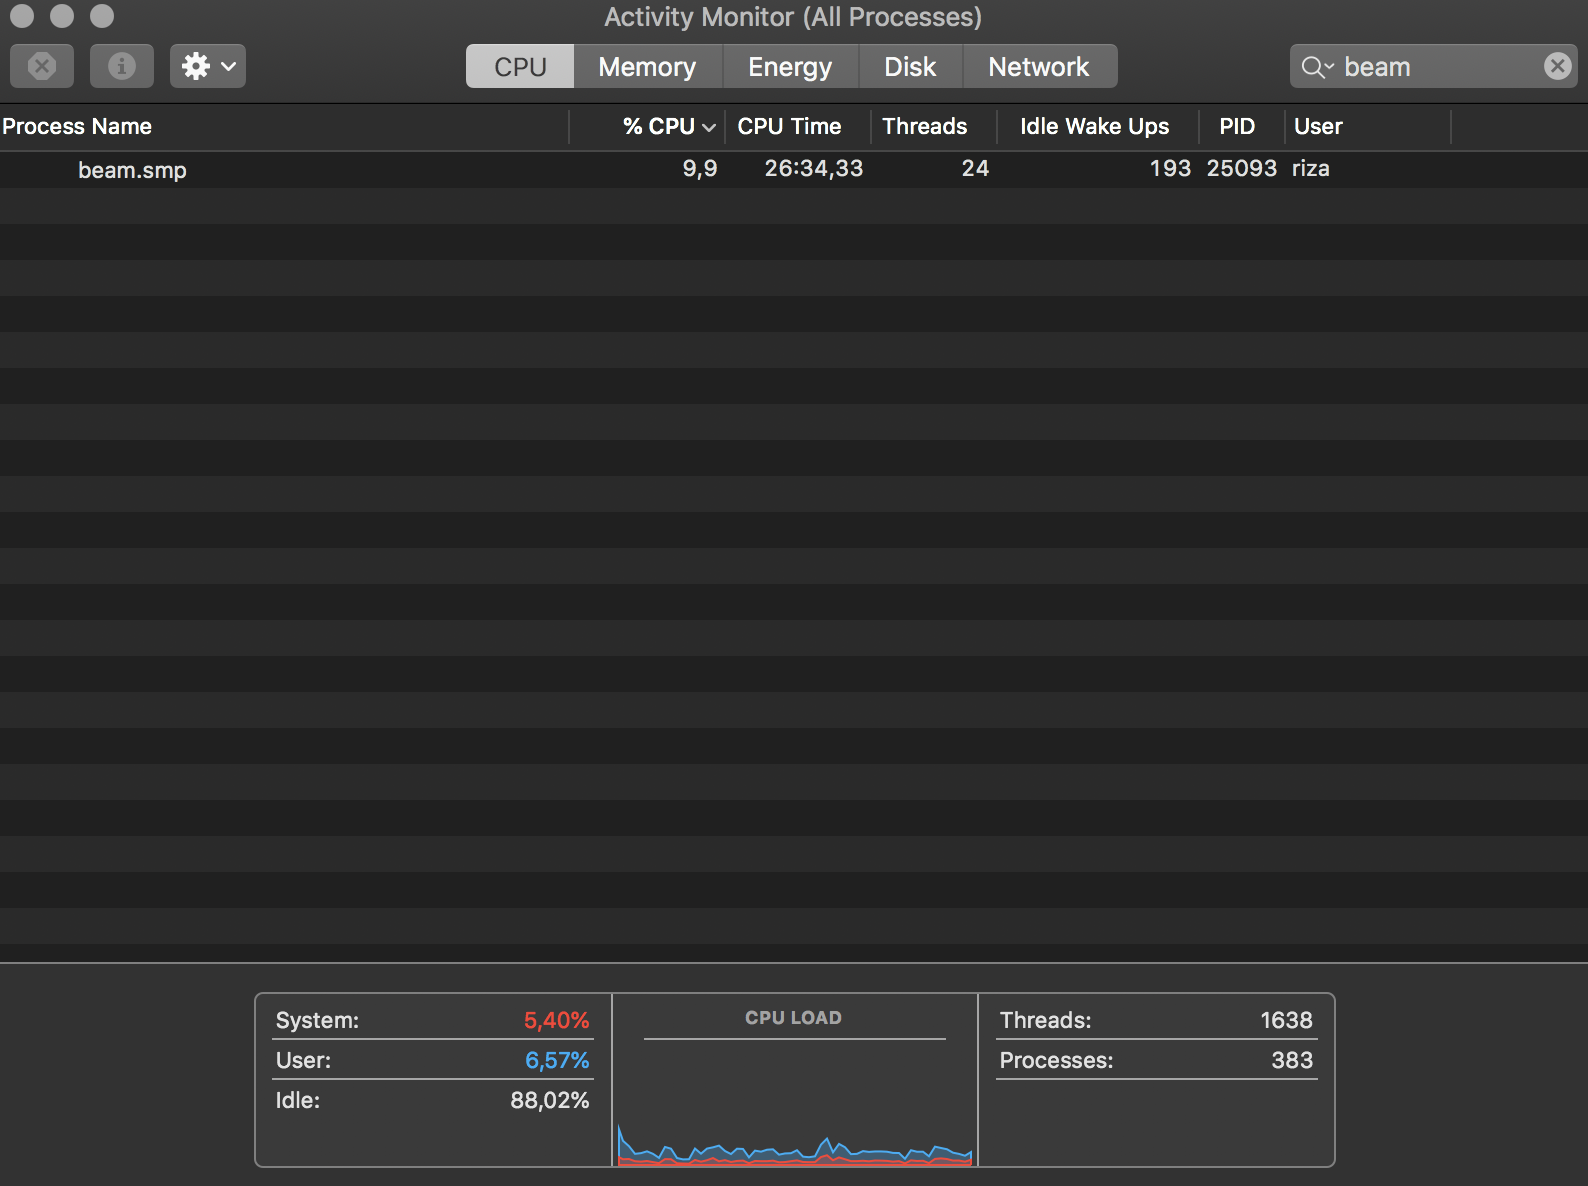 Activity Monitor (All Processes)
CPU Memory Energy Disk Network beam
Process Name % CPU CPU Time Threads Idle Wake Ups PID User
beam.smp 9,9 26:34,33 24 193 25093 riza
System: 5,40% CPU LOAD Threads: 1638
User: 6,57% Processes: 383
Idle: 88,02%